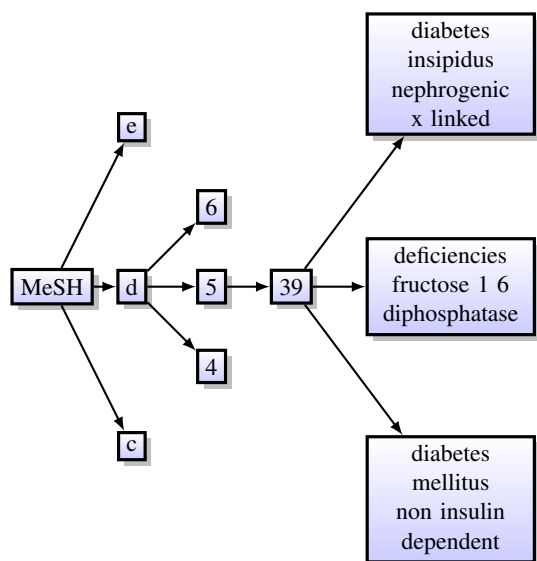 diabetes
insipidus
nephrogenic
x linked
e
6
MeSH
d
5
39
deficiencies
fructose 1 6
diphosphatase
4
c
diabetes
mellitus
non insulin
dependent